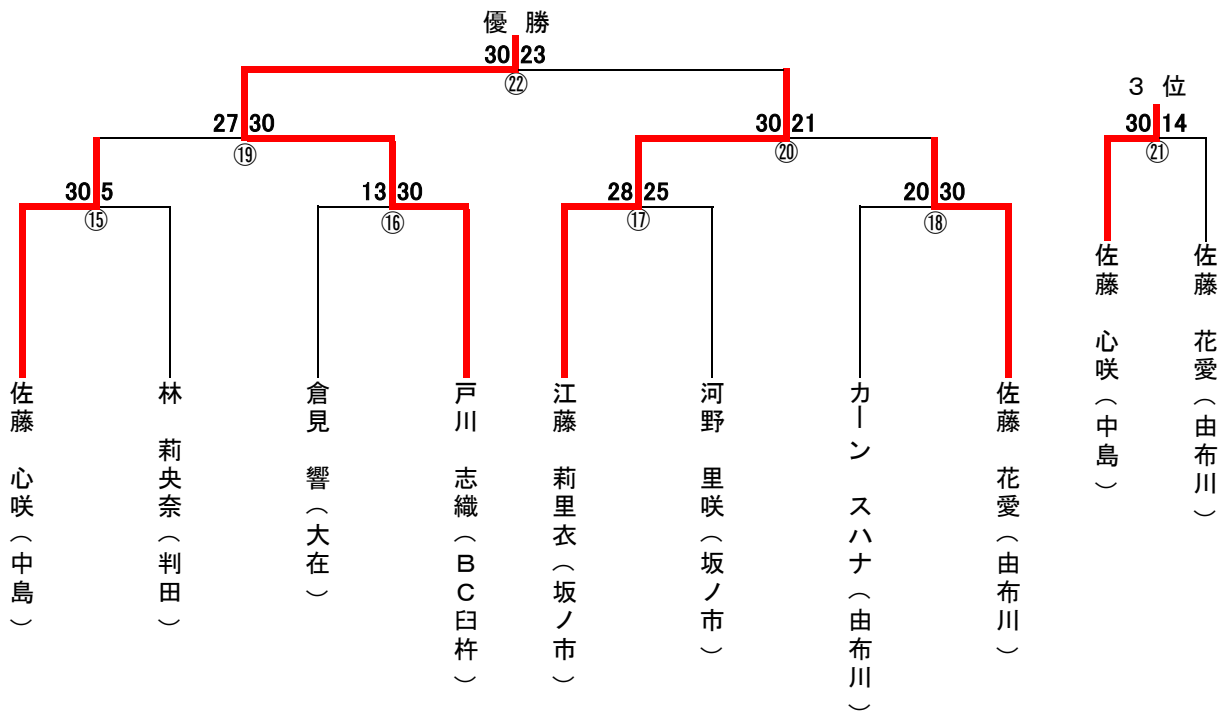 優 勝
30 23
㉒
3 位
27 30
30 21
30 14
⑲
⑳
㉑
30 5
13 30
28 25
20 30
⑮
⑯
⑰
⑱
佐藤 心咲（中島）
林 莉央奈（判田）
倉見 響（大在）
戸川 志織（ＢＣ臼杵）
江藤 莉里衣（坂ノ市）
河野 里咲（坂ノ市）
カーン スハナ（由布川）
佐藤 花愛（由布川）
佐藤 心咲（中島）
佐藤 花愛（由布川）